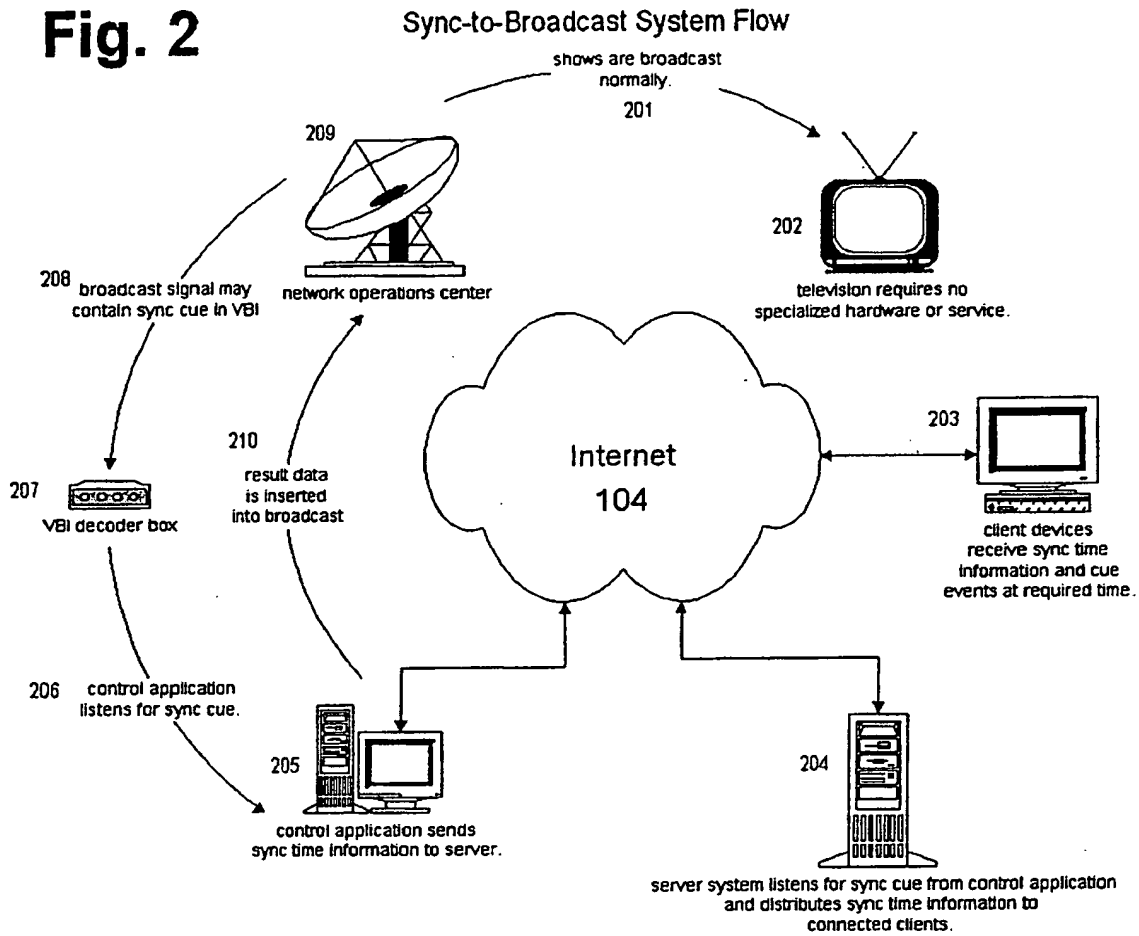 Fig. 2
Sync-to-Broadcast System Flow
shows are broadcast
normally.
201
209
network operations center
202
television requires no
specialized hardware or service.
208
broadcast signal may
contain sync cue in VBI
210
result data
is inserted
into broadcast
Internet
104
203
client devices
receive sync time
information and cue
events at required time.
207
VBI decoder box
206
control application
listens for sync cue.
205
control application sends
sync time information to server.
204
server system listens for sync cue from control application
and distributes sync time information to
connected clients.